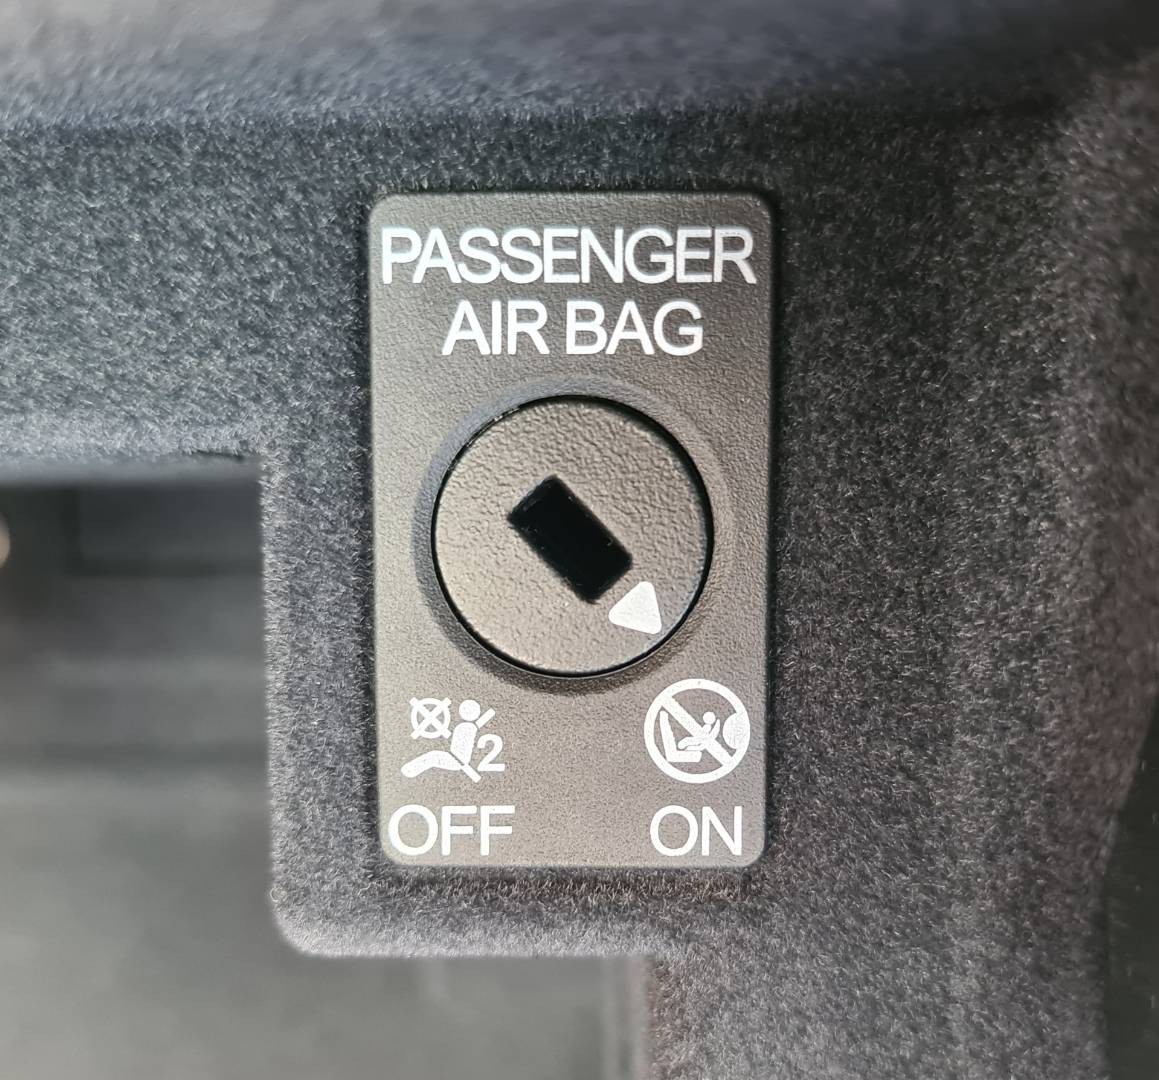 PASSENGER
AIR BAG
2
OFF ON